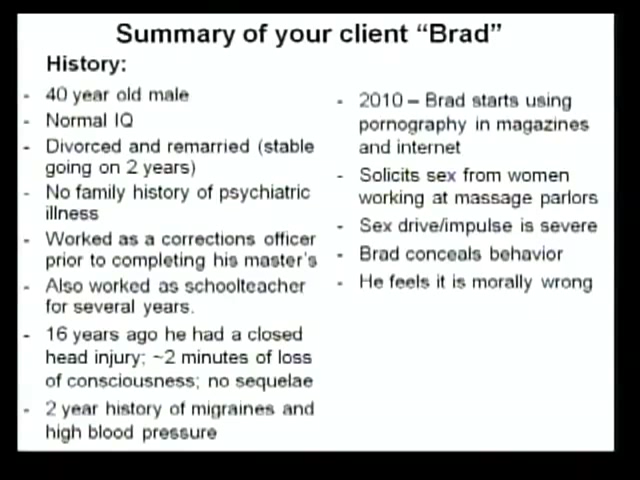 Summary of your client “Brad”
History:
- 40 year old male
- Normal IQ
- Divorced and remarried (stable
going on 2 years)
- No family history of psychiatric
illness
- Worked as a corrections officer
prior to completing his master's
- Also worked as schoolteacher
for several years.
- 16 years ago he had a closed
head injury; ~2 minutes of loss
of consciousness; no sequelae
- 2 year history of migraines and
high blood pressure
- 2010 – Brad starts using
pornography in magazines
and internet
- Solicits sex from women
working at massage parlors
- Sex drive/impulse is severe
- Brad conceals behavior
- He feels it is morally wrong